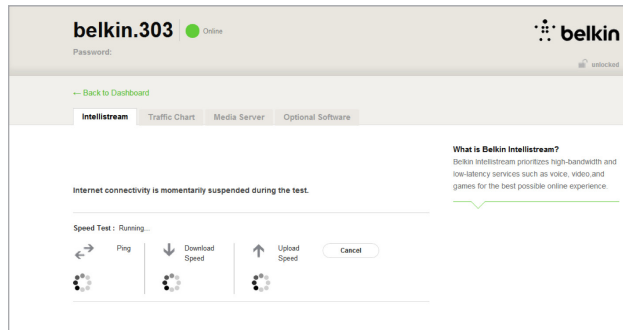 belkin.303 Online
belkin
Password:
unlocked
← Back to Dashboard
Intellistream Traffic Chart Media Server Optional Software
What is Belkin Intellistream?
Belkin Intellistream prioritizes high-bandwidth and
low-latency services such as voice, video,and
games for the best possible online experience.
Internet connectivity is momentarily suspended during the test.
Speed Test : Running...
Ping
Download
Speed
Upload
Speed
Cancel